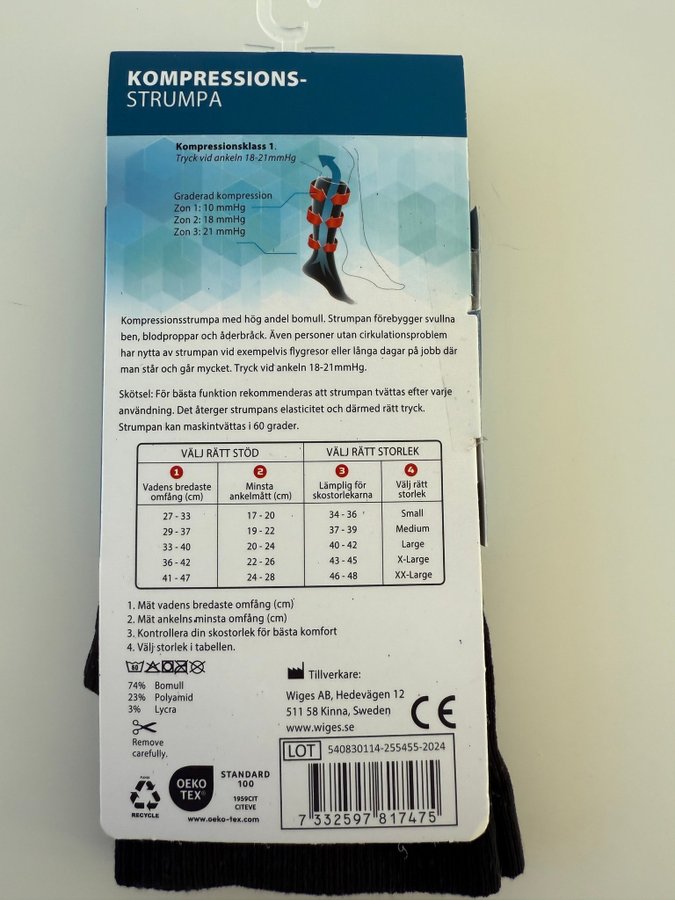 KOMPRESSIONS-
STRUMPA
Kompressionsklass 1.
Tryck vid ankeln 18-21mmHg
Graderad kompression
Zon 1: 10 mmHg
Zon 2: 18 mmHg
Zon 3: 21 mmHg
Kompressionsstrumpa med hög andel bomull. Strumpan förebygger svullna
ben, blodproppar och åderbråck. Även personer utan cirkulationsproblem
har nytta av strumpan vid exempelvis flygresor eller långa dagar på jobb där
man står och går mycket. Tryck vid ankeln 18-21mmHg.
Skötsel: För bästa funktion rekommenderas att strumpan tvättas efter varje
användning. Det återger strumpans elasticitet och därmed rätt tryck.
Strumpan kan maskintvättas i 60 grader.
VÄLJ RÄTT STÖD VÄLJ RÄTT STORLEK
1 2 3 4
Vadens bredaste Minsta Lämplig för Välj rätt
omfång (cm) ankelmått (cm) skostorlekarna storlek
27 - 33 17 - 20 34 - 36 Small
29 - 37 19 - 22 37 - 39 Medium
33 - 40 20 - 24 40 - 42 Large
36 - 42 22 - 26 43 - 45 X-Large
41 - 47 24 - 28 46 - 48 XX-Large
1. Mät vadens bredaste omfång (cm)
2. Mät ankelns minsta omfång (cm)
3. Kontrollera din skostorlek för bästa komfort
4. Välj storlek i tabellen.
60
74% Bomull
23% Polyamid
3% Lycra
Remove
carefully.
Tillverkare:
Wiges AB, Hedevägen 12
511 58 Kinna, Sweden
www.wiges.se
CE
LOT 540830114-255455-2024
7 332597 817475
RECYCLE
OEKO
TEX®
STANDARD
100
1959CIT
CITEVE
www.oeko-tex.com